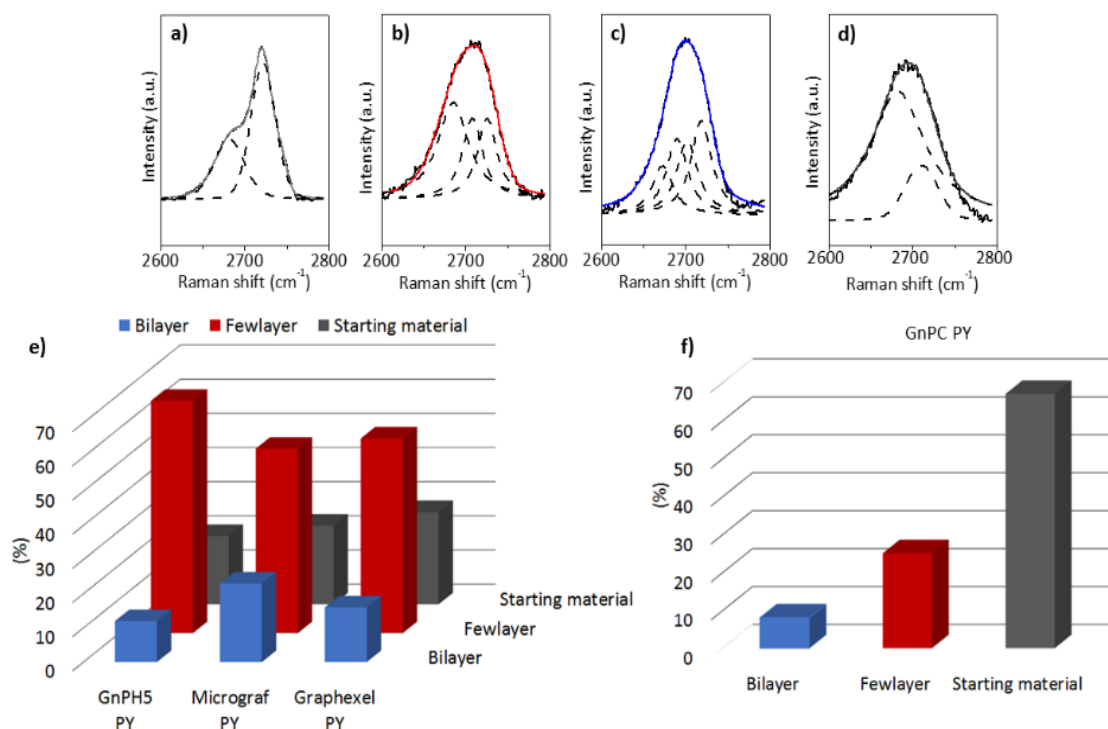 a)
Intensity (a.u.)
2600 2700 2800
Raman shift (cm⁻¹)
b)
Intensity (a.u.)
2600 2700 2800
Raman shift (cm⁻¹)
c)
Intensity (a.u.)
2600 2700 2800
Raman shift (cm⁻¹)
d)
Intensity (a.u.)
2600 2700 2800
Raman shift (cm⁻¹)
e)
Bilayer Fewlayer Starting material
(%)
70
60
50
40
30
20
10
0
Starting material
Fewlayer
Bilayer
GnPH5 Micrograf Graphexel
PY PY PY
f)
GnPC PY
(%)
70
60
50
40
30
20
10
0
Bilayer Fewlayer Starting material